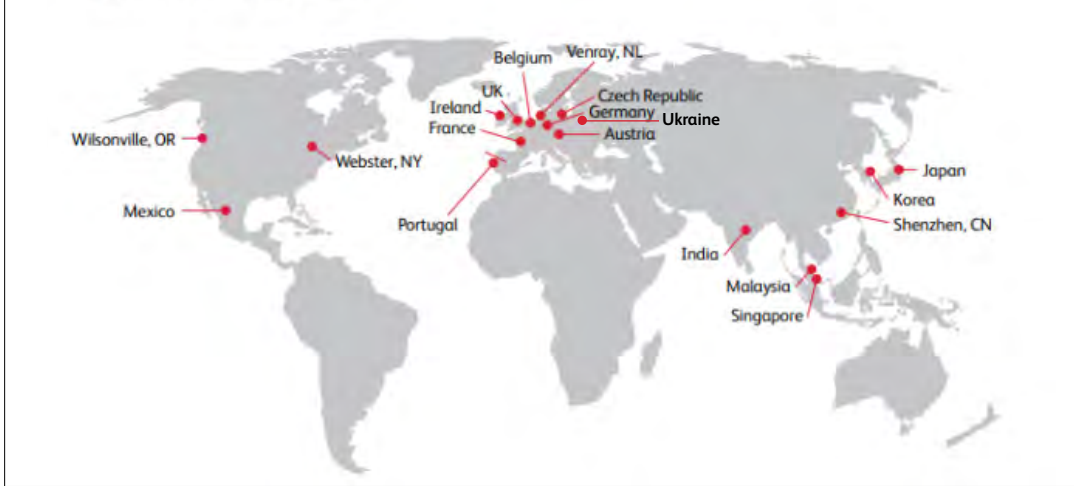 Belgium
Venray, NL
UK
Czech Republic
Ireland
Germany
Ukraine
France
Austria
Wilsonville, OR
Webster, NY
Japan
Korea
Mexico
Portugal
Shenzhen, CN
India
Malaysia
Singapore